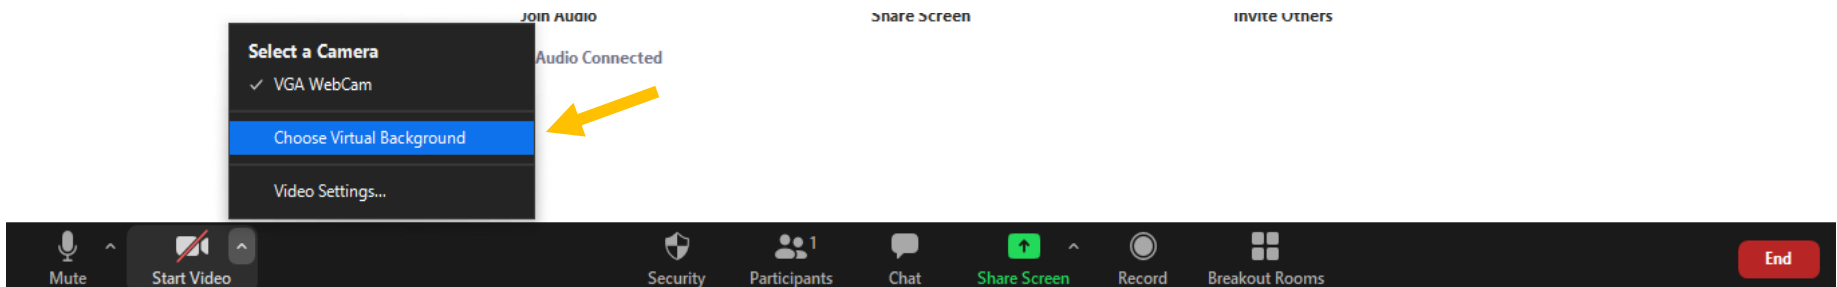 Join Audio
Share Screen
Invite Others
Select a Camera
Audio Connected
VGA WebCam
Choose Virtual Background
Video Settings...
1
Mute
Start Video
Security
Participants
Chat
Share Screen
Record
Breakout Rooms
End